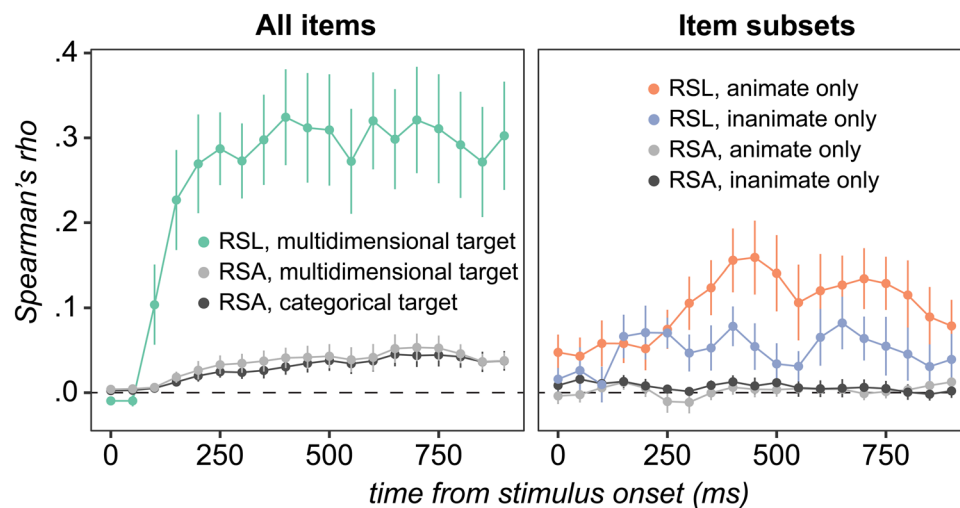 All items
Item subsets
Spearman's rho
.4
.3
.2
.1
.0
RSL, multidimensional target
RSA, multidimensional target
RSA, categorical target
RSL, animate only
RSL, inanimate only
RSA, animate only
RSA, inanimate only
0 250 500 750
0 250 500 750
time from stimulus onset (ms)